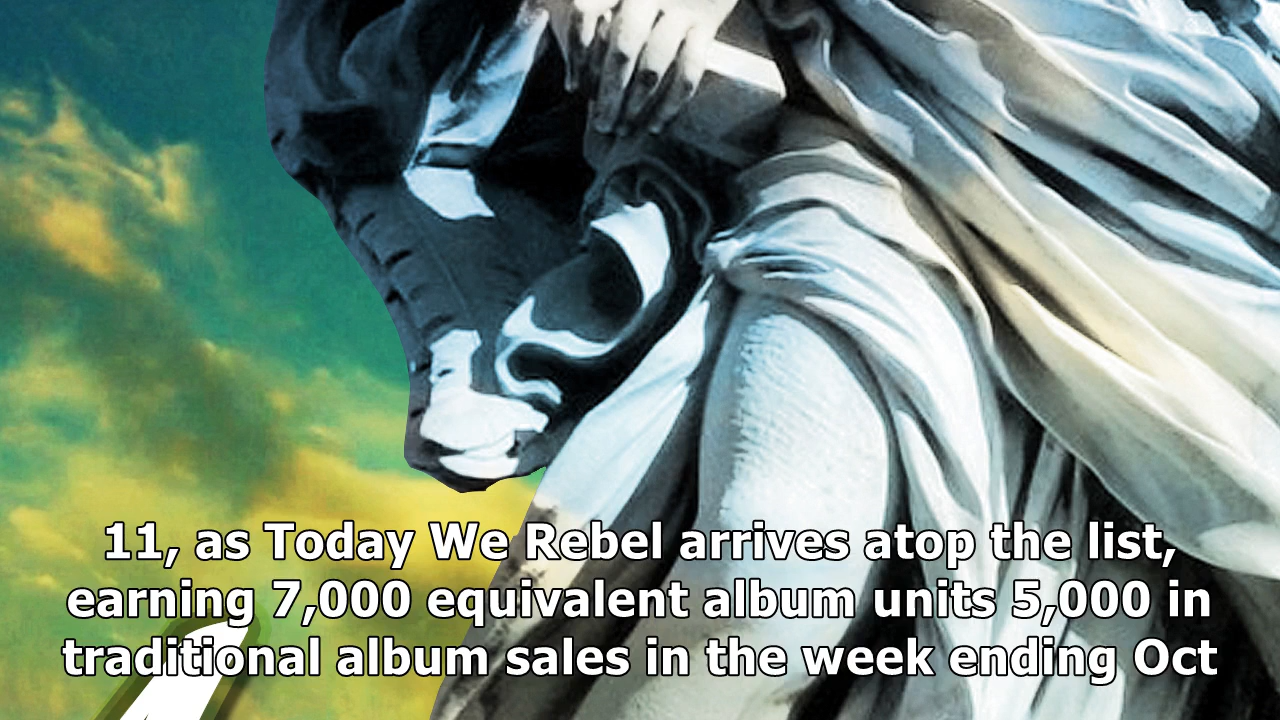 11, as Today We Rebel arrives atop the list,
earning 7,000 equivalent album units 5,000 in
traditional album sales in the week ending Oct